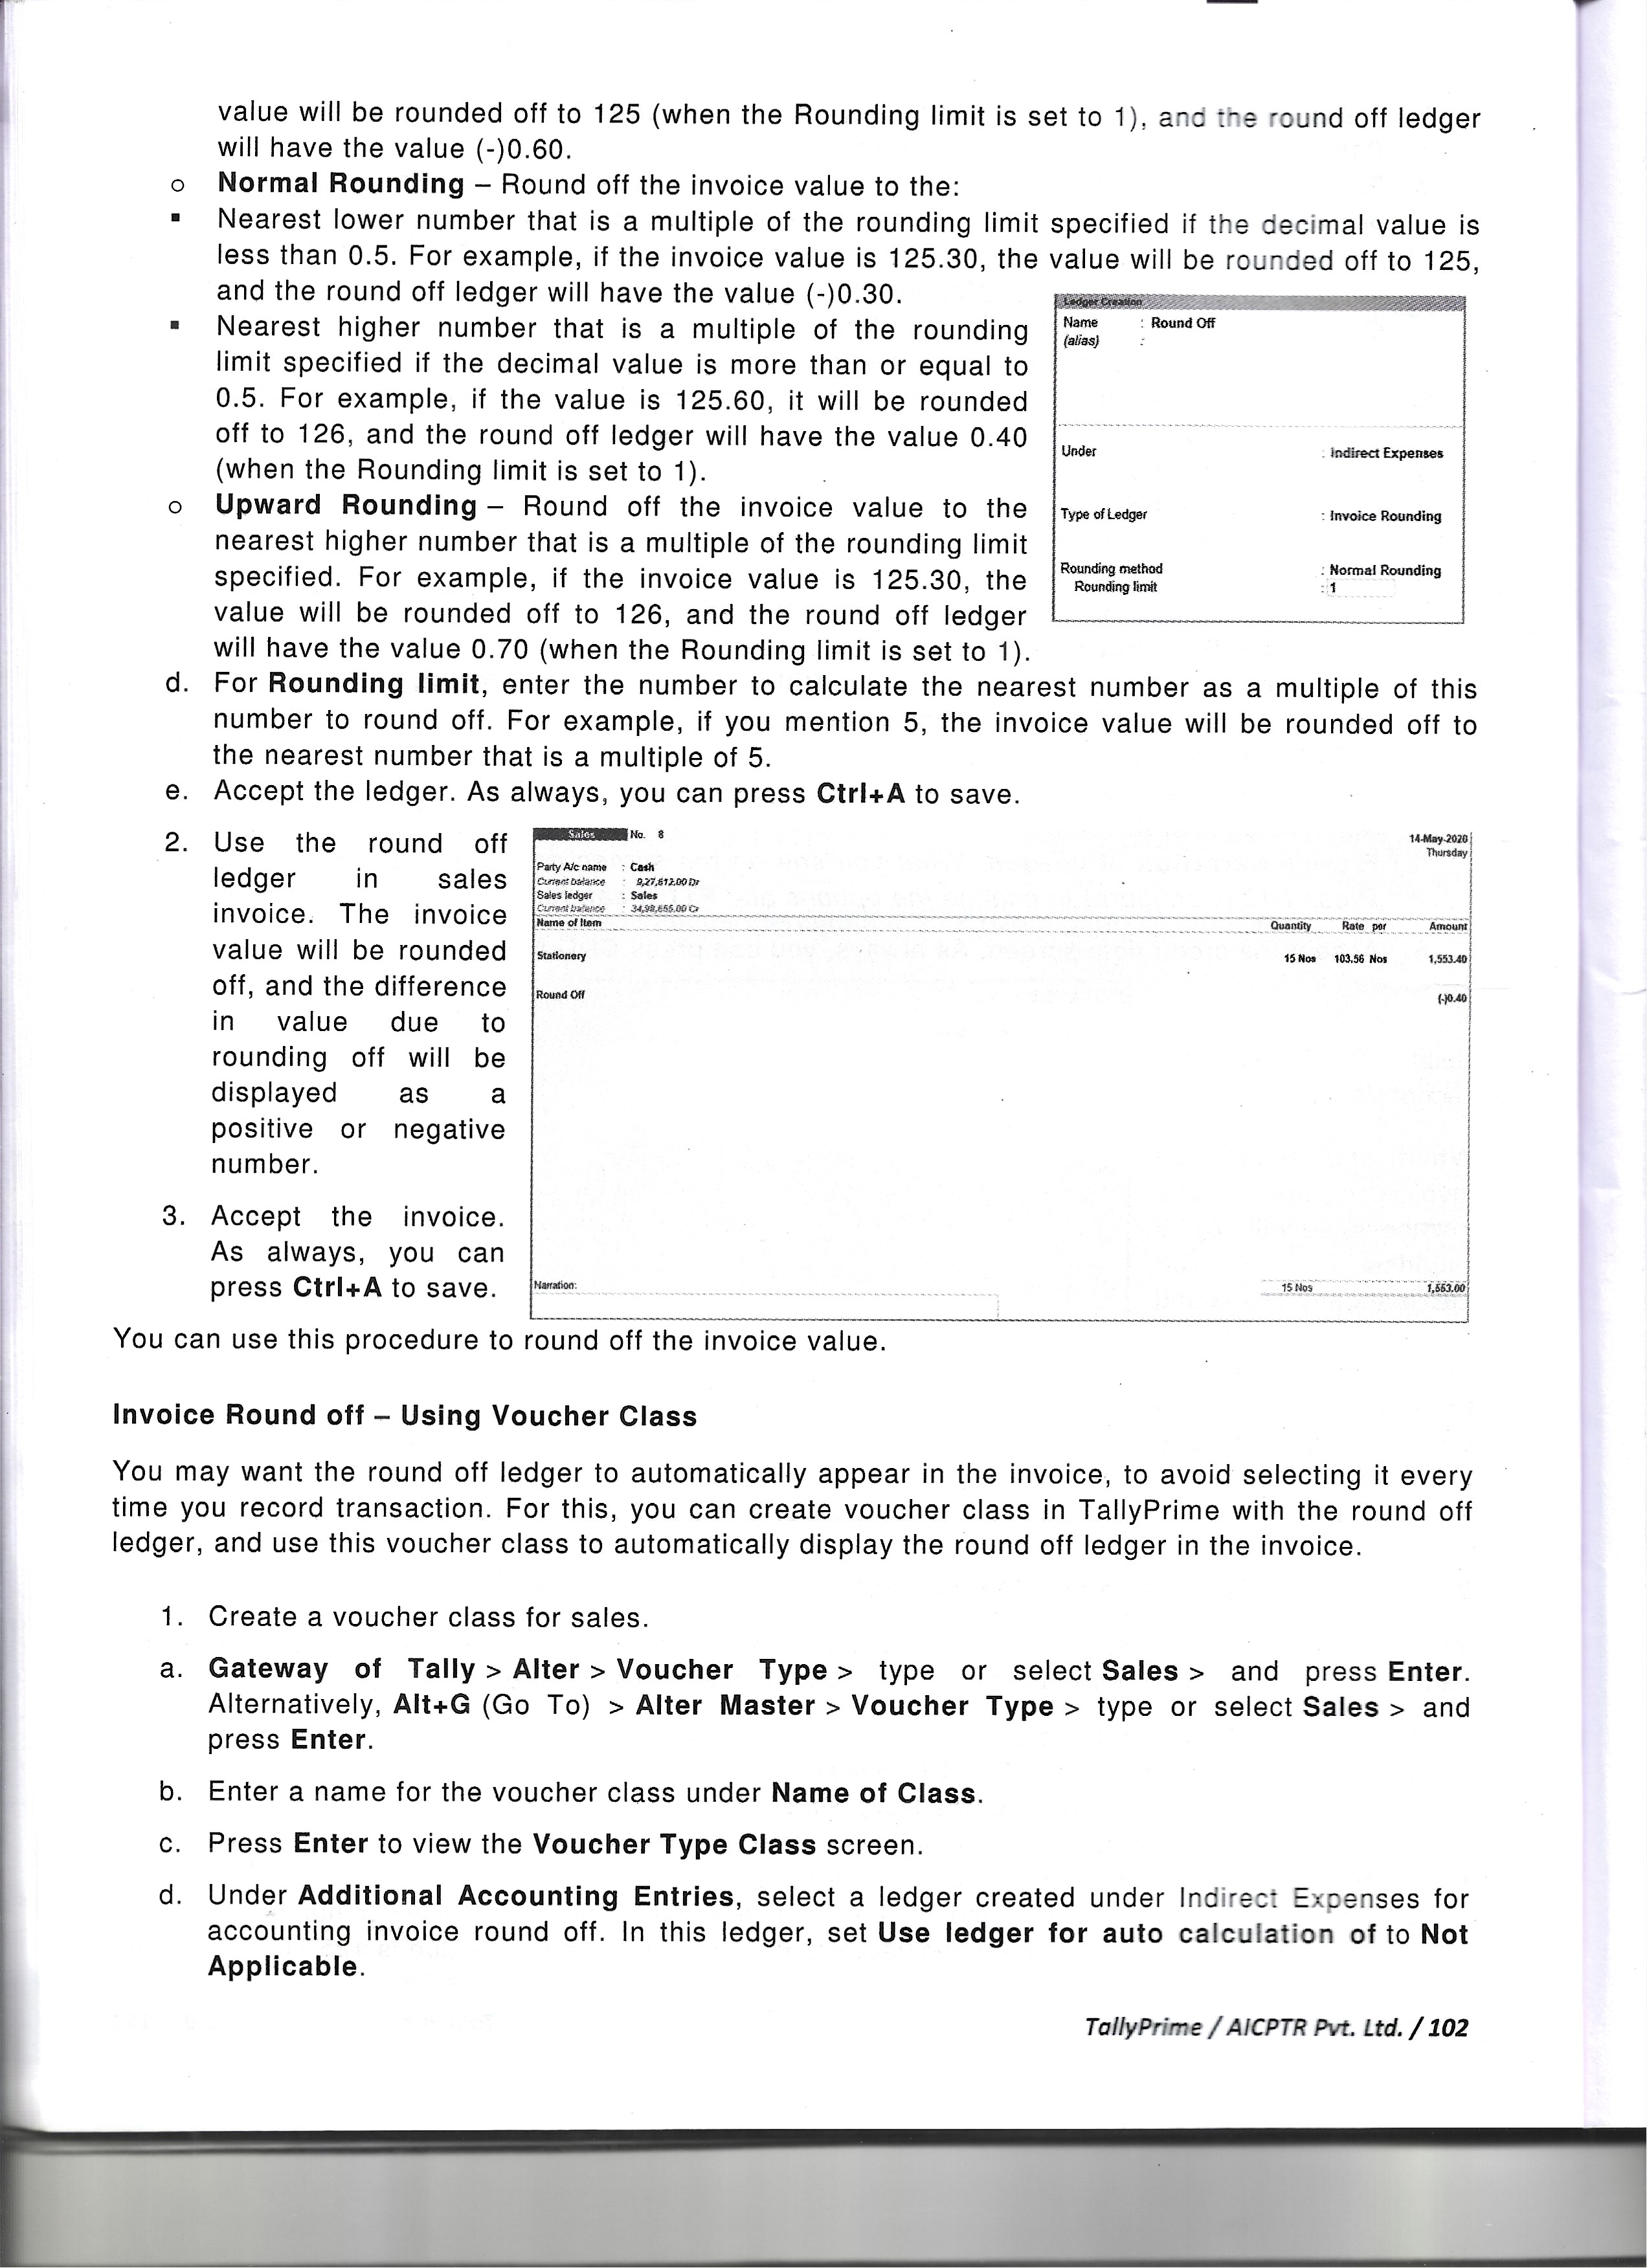 value will be rounded off to 125 (when the Rounding limit is set to 1), and the round off ledger
will have the value (-)0.60.
o Normal Rounding – Round off the invoice value to the:
▪ Nearest lower number that is a multiple of the rounding limit specified if the decimal value is
less than 0.5. For example, if the invoice value is 125.30, the value will be rounded off to 125,
and the round off ledger will have the value (-)0.30.
▪ Nearest higher number that is a multiple of the rounding
limit specified if the decimal value is more than or equal to
0.5. For example, if the value is 125.60, it will be rounded
off to 126, and the round off ledger will have the value 0.40
(when the Rounding limit is set to 1).
o Upward Rounding – Round off the invoice value to the
nearest higher number that is a multiple of the rounding limit
specified. For example, if the invoice value is 125.30, the
value will be rounded off to 126, and the round off ledger
will have the value 0.70 (when the Rounding limit is set to 1).
Ledger Creation
Name : Round Off
(alias) :
Under : Indirect Expenses
Type of Ledger : Invoice Rounding
Rounding method : Normal Rounding
Rounding limit : 1
d. For Rounding limit, enter the number to calculate the nearest number as a multiple of this
number to round off. For example, if you mention 5, the invoice value will be rounded off to
the nearest number that is a multiple of 5.
e. Accept the ledger. As always, you can press Ctrl+A to save.
2. Use the round off
ledger in sales
invoice. The invoice
value will be rounded
off, and the difference
in value due to
rounding off will be
displayed as a
positive or negative
number.
3. Accept the invoice.
As always, you can
press Ctrl+A to save.
Sales No. 8 14-May-2020
Thursday
Party A/c name : Cash
Current balance : 9,27,612.00 Dr
Sales ledger : Sales
Current balance : 34,98,655.00 Cr
Name of Item Quantity Rate per Amount
Stationery 15 Nos 103.56 Nos 1,553.40
Round Off (-)0.40
Narration: 15 Nos 1,553.00
You can use this procedure to round off the invoice value.
Invoice Round off – Using Voucher Class
You may want the round off ledger to automatically appear in the invoice, to avoid selecting it every
time you record transaction. For this, you can create voucher class in TallyPrime with the round off
ledger, and use this voucher class to automatically display the round off ledger in the invoice.
1. Create a voucher class for sales.
a. Gateway of Tally > Alter > Voucher Type > type or select Sales > and press Enter.
Alternatively, Alt+G (Go To) > Alter Master > Voucher Type > type or select Sales > and
press Enter.
b. Enter a name for the voucher class under Name of Class.
c. Press Enter to view the Voucher Type Class screen.
d. Under Additional Accounting Entries, select a ledger created under Indirect Expenses for
accounting invoice round off. In this ledger, set Use ledger for auto calculation of to Not
Applicable.
TallyPrime / AICPTR Pvt. Ltd. / 102